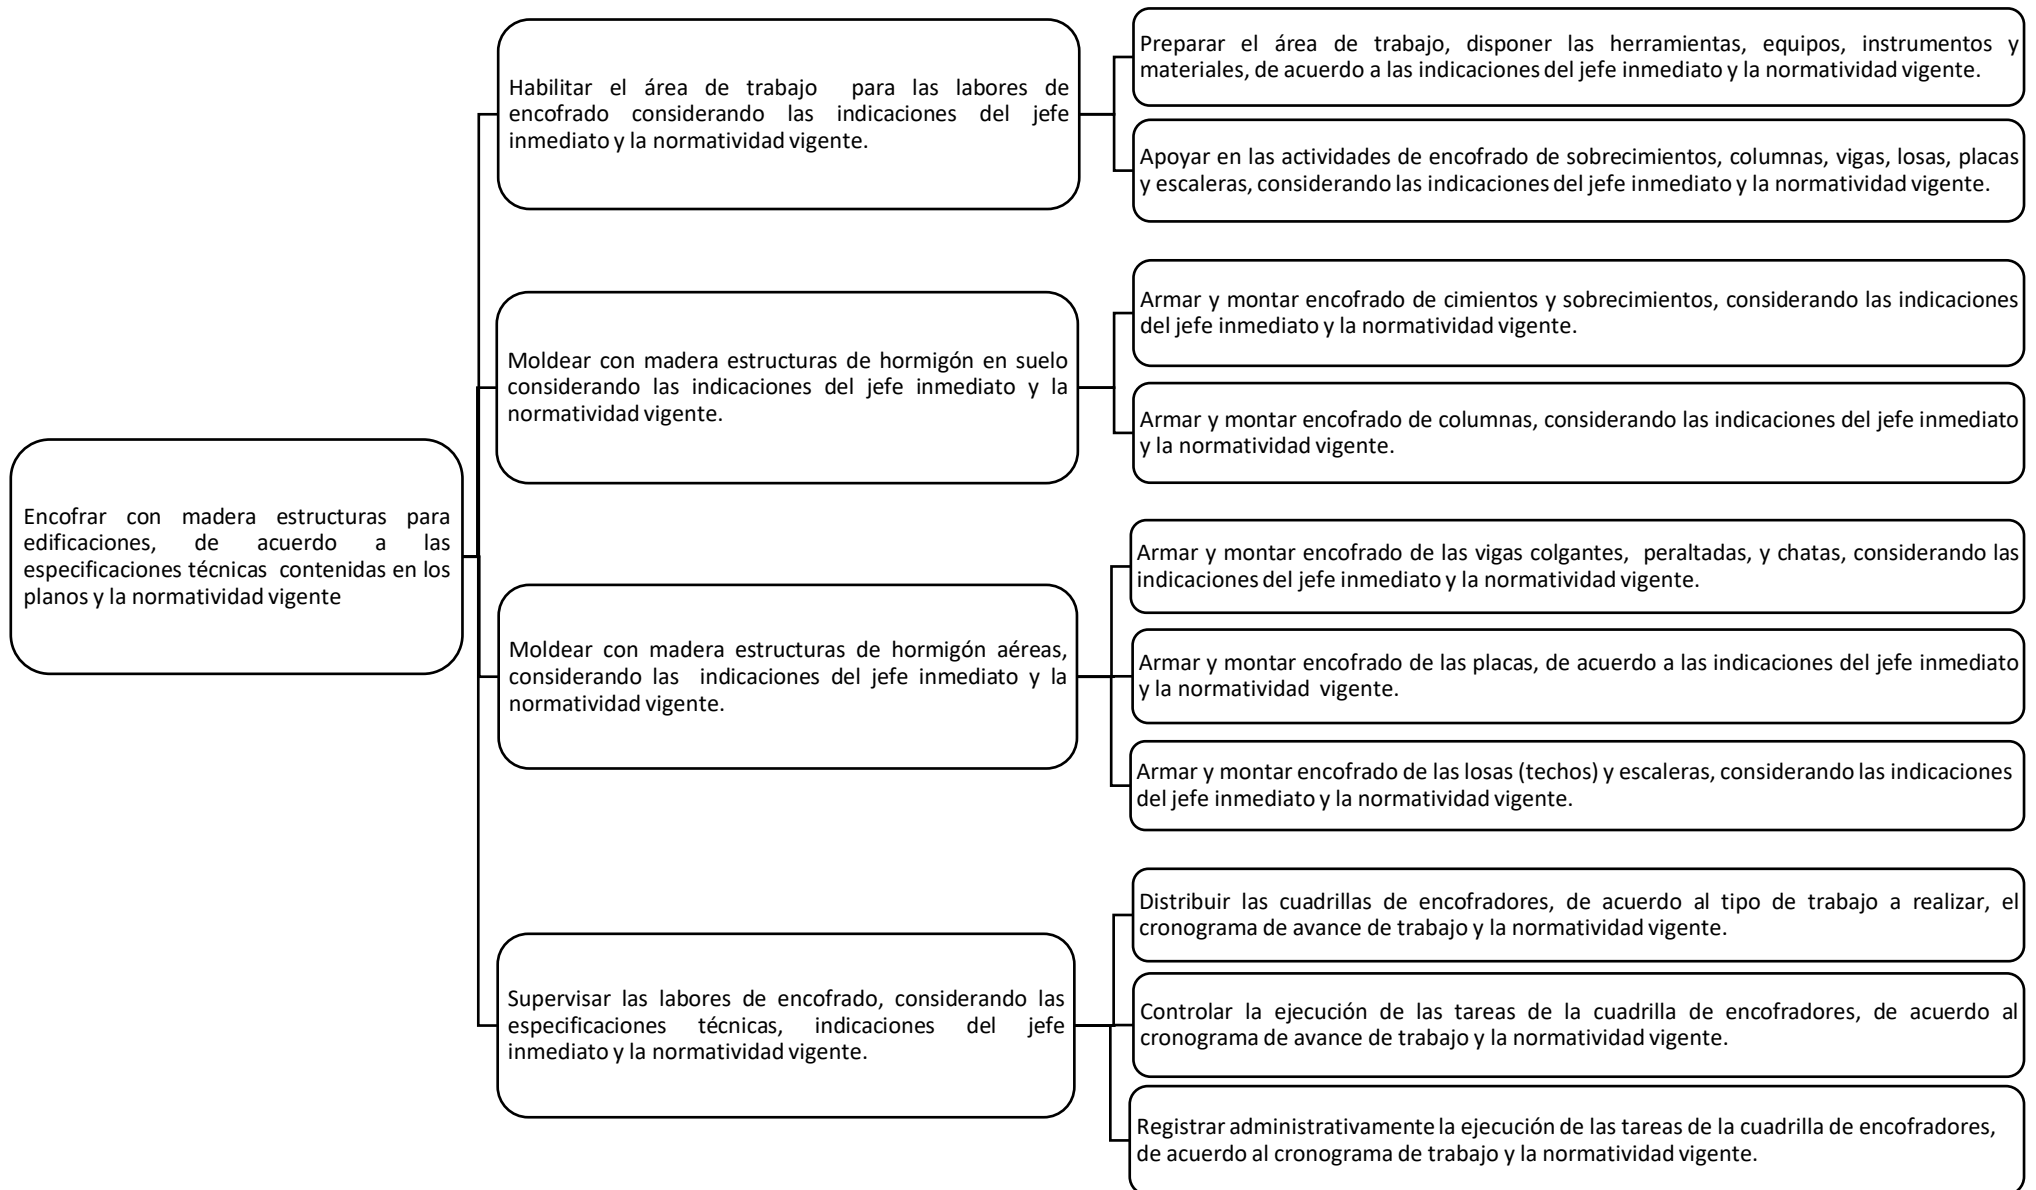 Encofrar con madera estructuras para
edificaciones, de acuerdo a las
especificaciones técnicas contenidas en los
planos y la normatividad vigente
Habilitar el área de trabajo para las labores de
encofrado considerando las indicaciones del jefe
inmediato y la normatividad vigente.
Preparar el área de trabajo, disponer las herramientas, equipos, instrumentos y
materiales, de acuerdo a las indicaciones del jefe inmediato y la normatividad vigente.
Apoyar en las actividades de encofrado de sobrecimientos, columnas, vigas, losas, placas
y escaleras, considerando las indicaciones del jefe inmediato y la normatividad vigente.
Moldear con madera estructuras de hormigón en suelo
considerando las indicaciones del jefe inmediato y la
normatividad vigente.
Armar y montar encofrado de cimientos y sobrecimientos, considerando las indicaciones
del jefe inmediato y la normatividad vigente.
Armar y montar encofrado de columnas, considerando las indicaciones del jefe inmediato
y la normatividad vigente.
Moldear con madera estructuras de hormigón aéreas,
considerando las indicaciones del jefe inmediato y la
normatividad vigente.
Armar y montar encofrado de las vigas colgantes, peraltadas, y chatas, considerando las
indicaciones del jefe inmediato y la normatividad vigente.
Armar y montar encofrado de las placas, de acuerdo a las indicaciones del jefe inmediato
y la normatividad vigente.
Armar y montar encofrado de las losas (techos) y escaleras, considerando las indicaciones
del jefe inmediato y la normatividad vigente.
Supervisar las labores de encofrado, considerando las
especificaciones técnicas, indicaciones del jefe
inmediato y la normatividad vigente.
Distribuir las cuadrillas de encofradores, de acuerdo al tipo de trabajo a realizar, el
cronograma de avance de trabajo y la normatividad vigente.
Controlar la ejecución de las tareas de la cuadrilla de encofradores, de acuerdo al
cronograma de avance de trabajo y la normatividad vigente.
Registrar administrativamente la ejecución de las tareas de la cuadrilla de encofradores,
de acuerdo al cronograma de trabajo y la normatividad vigente.